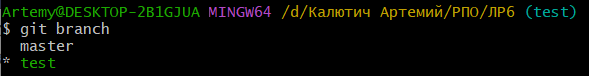 Artemy@DESKTOP-2B1GJUA MINGW64 /d/Калютич Артемий/РПО/ЛР6 (test)
$ git branch
  master
* test